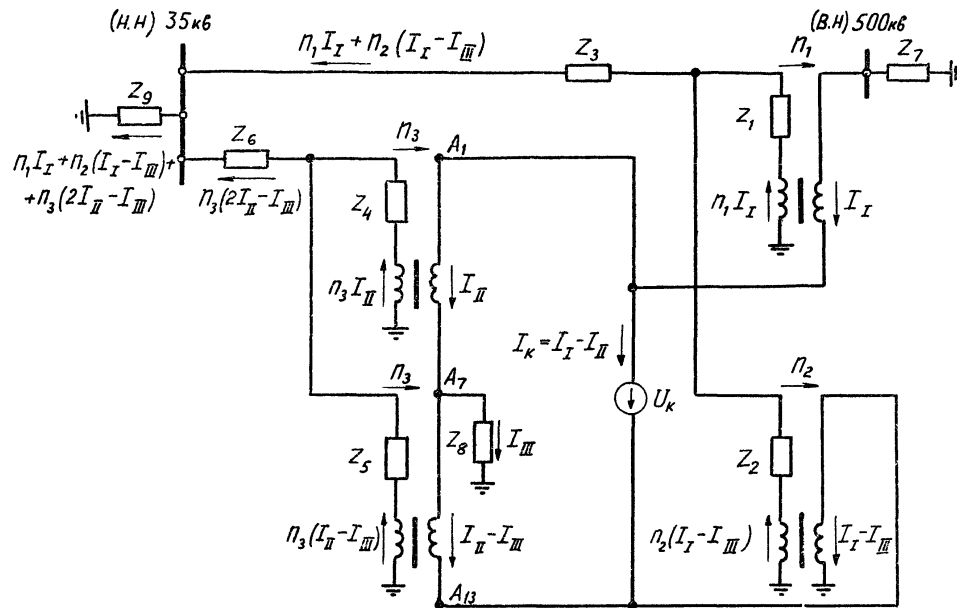 (н.н) 35кв
n₁I_I + n₂(I_I − I_III)
Z₃
n₁
(В.Н) 500кв
Z₇
Z₉
Z₁
n₁I_I + n₂(I_I − I_III) +
+ n₃(2I_II − I_III)
Z₆
n₃(2I_II − I_III)
n₃
A₁
Z₄
n₁I_I
I_I
n₃I_II
I_II
I_к = I_I − I_II
U_к
n₃
A₇
n₂
Z₅
Z₈
I_III
Z₂
n₃(I_II − I_III)
I_II − I_III
n₂(I_I − I_III)
I_I − I_III
A₁₃